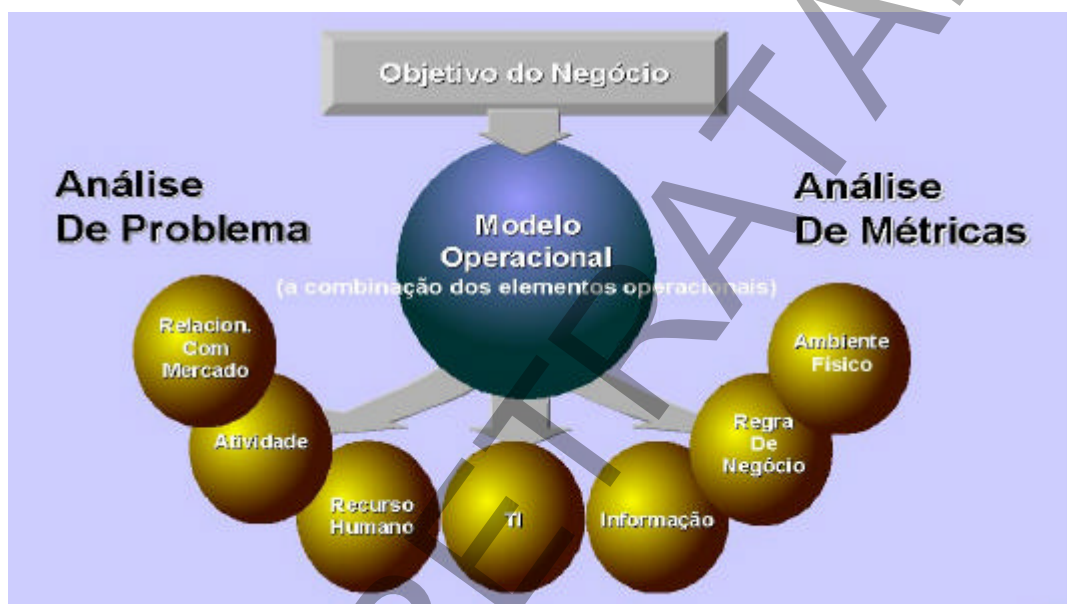 Objetivo do Negócio
Análise
De Problema
Análise
De Métricas
Modelo
Operacional
(a combinação dos elementos operacionais)
Relacion.
Com
Mercado
Atividade
Recurso
Humano
TI
Informação
Regra
De
Negócio
Ambiente
Físico